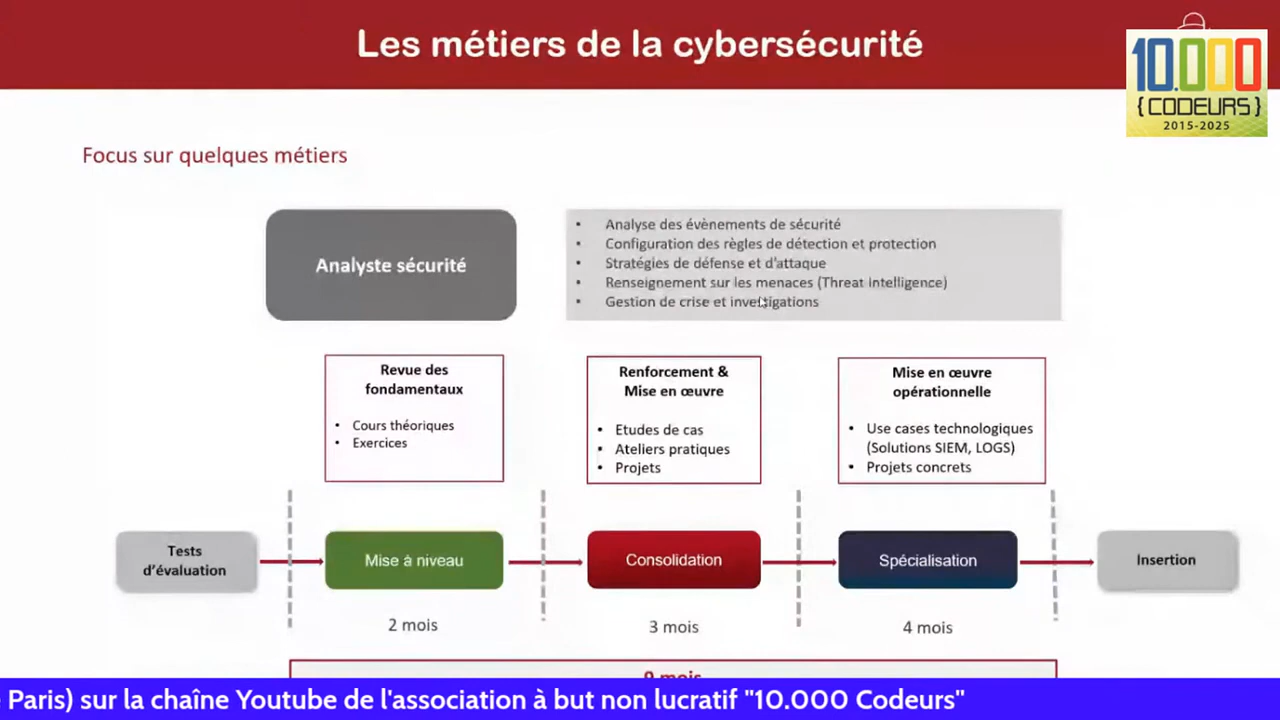 Les métiers de la cybersécurité
10.000
{CODEURS}
2015-2025
Focus sur quelques métiers
Analyste sécurité
• Analyse des évènements de sécurité
• Configuration des règles de détection et protection
• Stratégies de défense et d'attaque
• Renseignement sur les menaces (Threat intelligence)
• Gestion de crise et investigations
Revue des
fondamentaux
• Cours théoriques
• Exercices
Renforcement &
Mise en œuvre
• Etudes de cas
• Ateliers pratiques
• Projets
Mise en œuvre
opérationnelle
• Use cases technologiques
(Solutions SIEM, LOGS)
• Projets concrets
Tests
d'évaluation
Mise à niveau
Consolidation
Spécialisation
Insertion
2 mois
3 mois
4 mois
9 mois
Paris) sur la chaîne Youtube de l'association à but non lucratif "10.000 Codeurs"